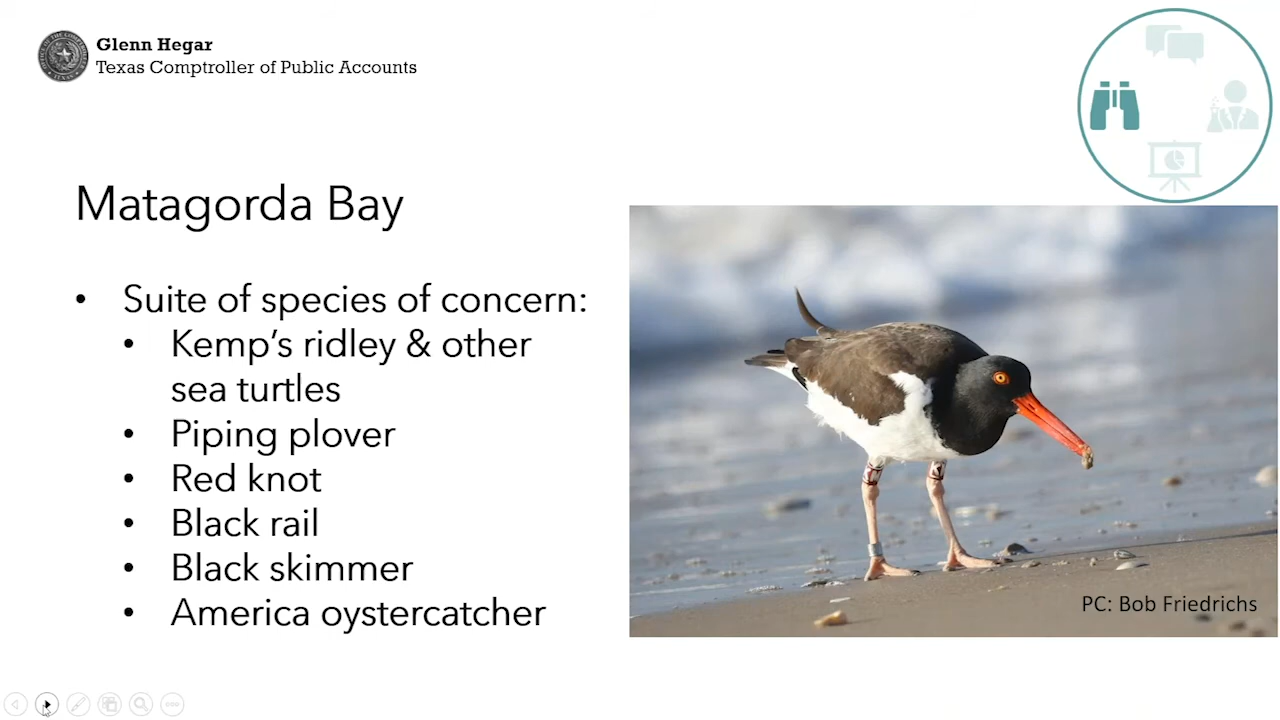 Glenn Hegar
Texas Comptroller of Public Accounts
Matagorda Bay
• Suite of species of concern:
• Kemp's ridley & other
sea turtles
• Piping plover
• Red knot
• Black rail
• Black skimmer
• America oystercatcher
PC: Bob Friedrichs